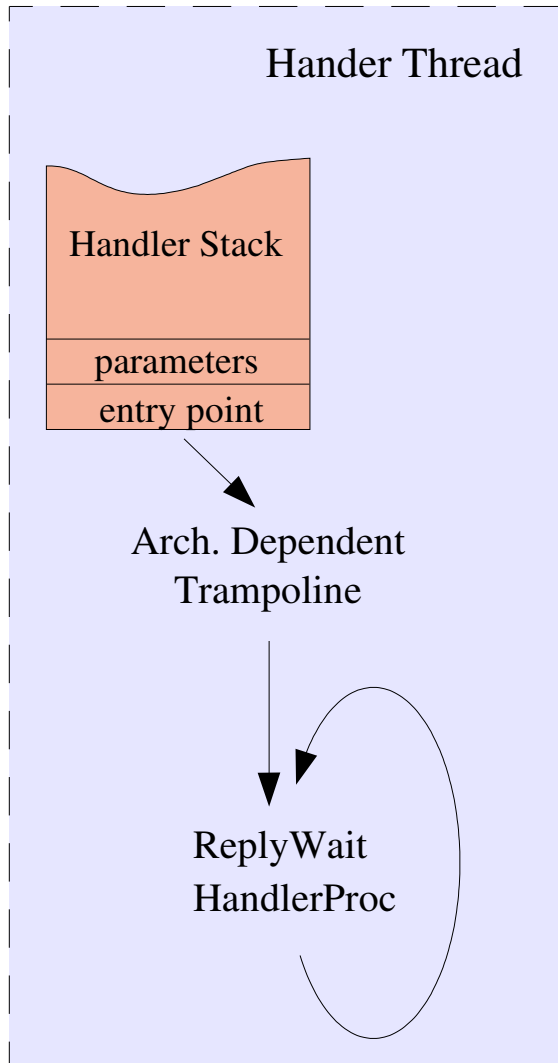 Hander Thread
Handler Stack
parameters
entry point
Arch. Dependent
Trampoline
ReplyWait
HandlerProc